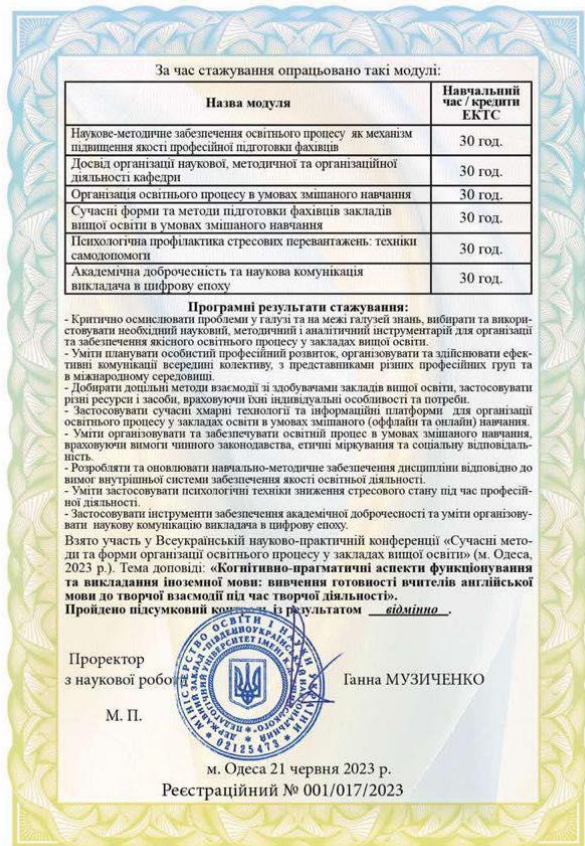 За час стажування опрацьовано такі модулі:
Назва модуля
Навчальний
час / кредити
ЕКТС
Наукове-методичне забезпечення освітнього процесу як механізм
підвищення якості професійної підготовки фахівців
30 год.
Досвід організації наукової, методичної та організаційної
діяльності кафедри
30 год.
Організація освітнього процесу в умовах змішаного навчання
30 год.
Сучасні форми та методи підготовки фахівців закладів
вищої освіти в умовах змішаного навчання
30 год.
Психологічна профілактика стресових перевантажень: техніки
самодопомоги
30 год.
Академічна доброчесність та наукова комунікація
викладача в цифрову епоху
30 год.
Програмні результати стажування:
- Критично осмислювати проблеми у галузі та на межі галузей знань, вибирати та викори-
стовувати необхідний науковий, методичний і аналітичний інструментарій для організації
та забезпечення якісного освітнього процесу у закладах вищої освіти.
- Уміти планувати особистий професійний розвиток, організовувати та здійснювати ефек-
тивні комунікації всередині колективу, з представниками різних професійних груп та
в міжнародному середовищі.
- Добирати доцільні методи взаємодії зі здобувачами закладів вищої освіти, застосовувати
різні ресурси і засоби, враховуючи їхні індивідуальні особливості та потреби.
- Застосовувати сучасні хмарні технології та інформаційні платформи для організації
освітнього процесу у закладах освіти в умовах змішаного (оффлайн та онлайн) навчання.
- Уміти організовувати та забезпечувати освітній процес в умовах змішаного навчання,
враховуючи вимоги чинного законодавства, етичні міркування та соціальну відповідаль-
ність.
- Розробляти та оновлювати навчально-методичне забезпечення дисципліни відповідно до
вимог внутрішньої системи забезпечення якості освітньої діяльності.
- Уміти застосовувати психологічні техніки зниження стресового стану під час професій-
ної діяльності.
- Застосовувати інструменти забезпечення академічної доброчесності та уміти організову-
вати наукову комунікацію викладача в цифрову епоху.
Взято участь у Всеукраїнській науково-практичній конференції «Сучасні мето-
ди та форми організації освітнього процесу у закладах вищої освіти» (м. Одеса,
2023 р.). Тема доповіді: «Когнітивно-прагматичні аспекти функціонування
та викладання іноземної мови: вивчення готовності вчителів англійської
мови до творчої взаємодії під час творчої діяльності».
Пройдено підсумковий контроль із результатом відмінно .
Проректор
з наукової роботи
Ганна МУЗИЧЕНКО
М. П.
МІНІСТЕРСТВО ОСВІТИ І НАУКИ УКРАЇНИ
* 02125473 *
м. Одеса 21 червня 2023 р.
Реєстраційний № 001/017/2023